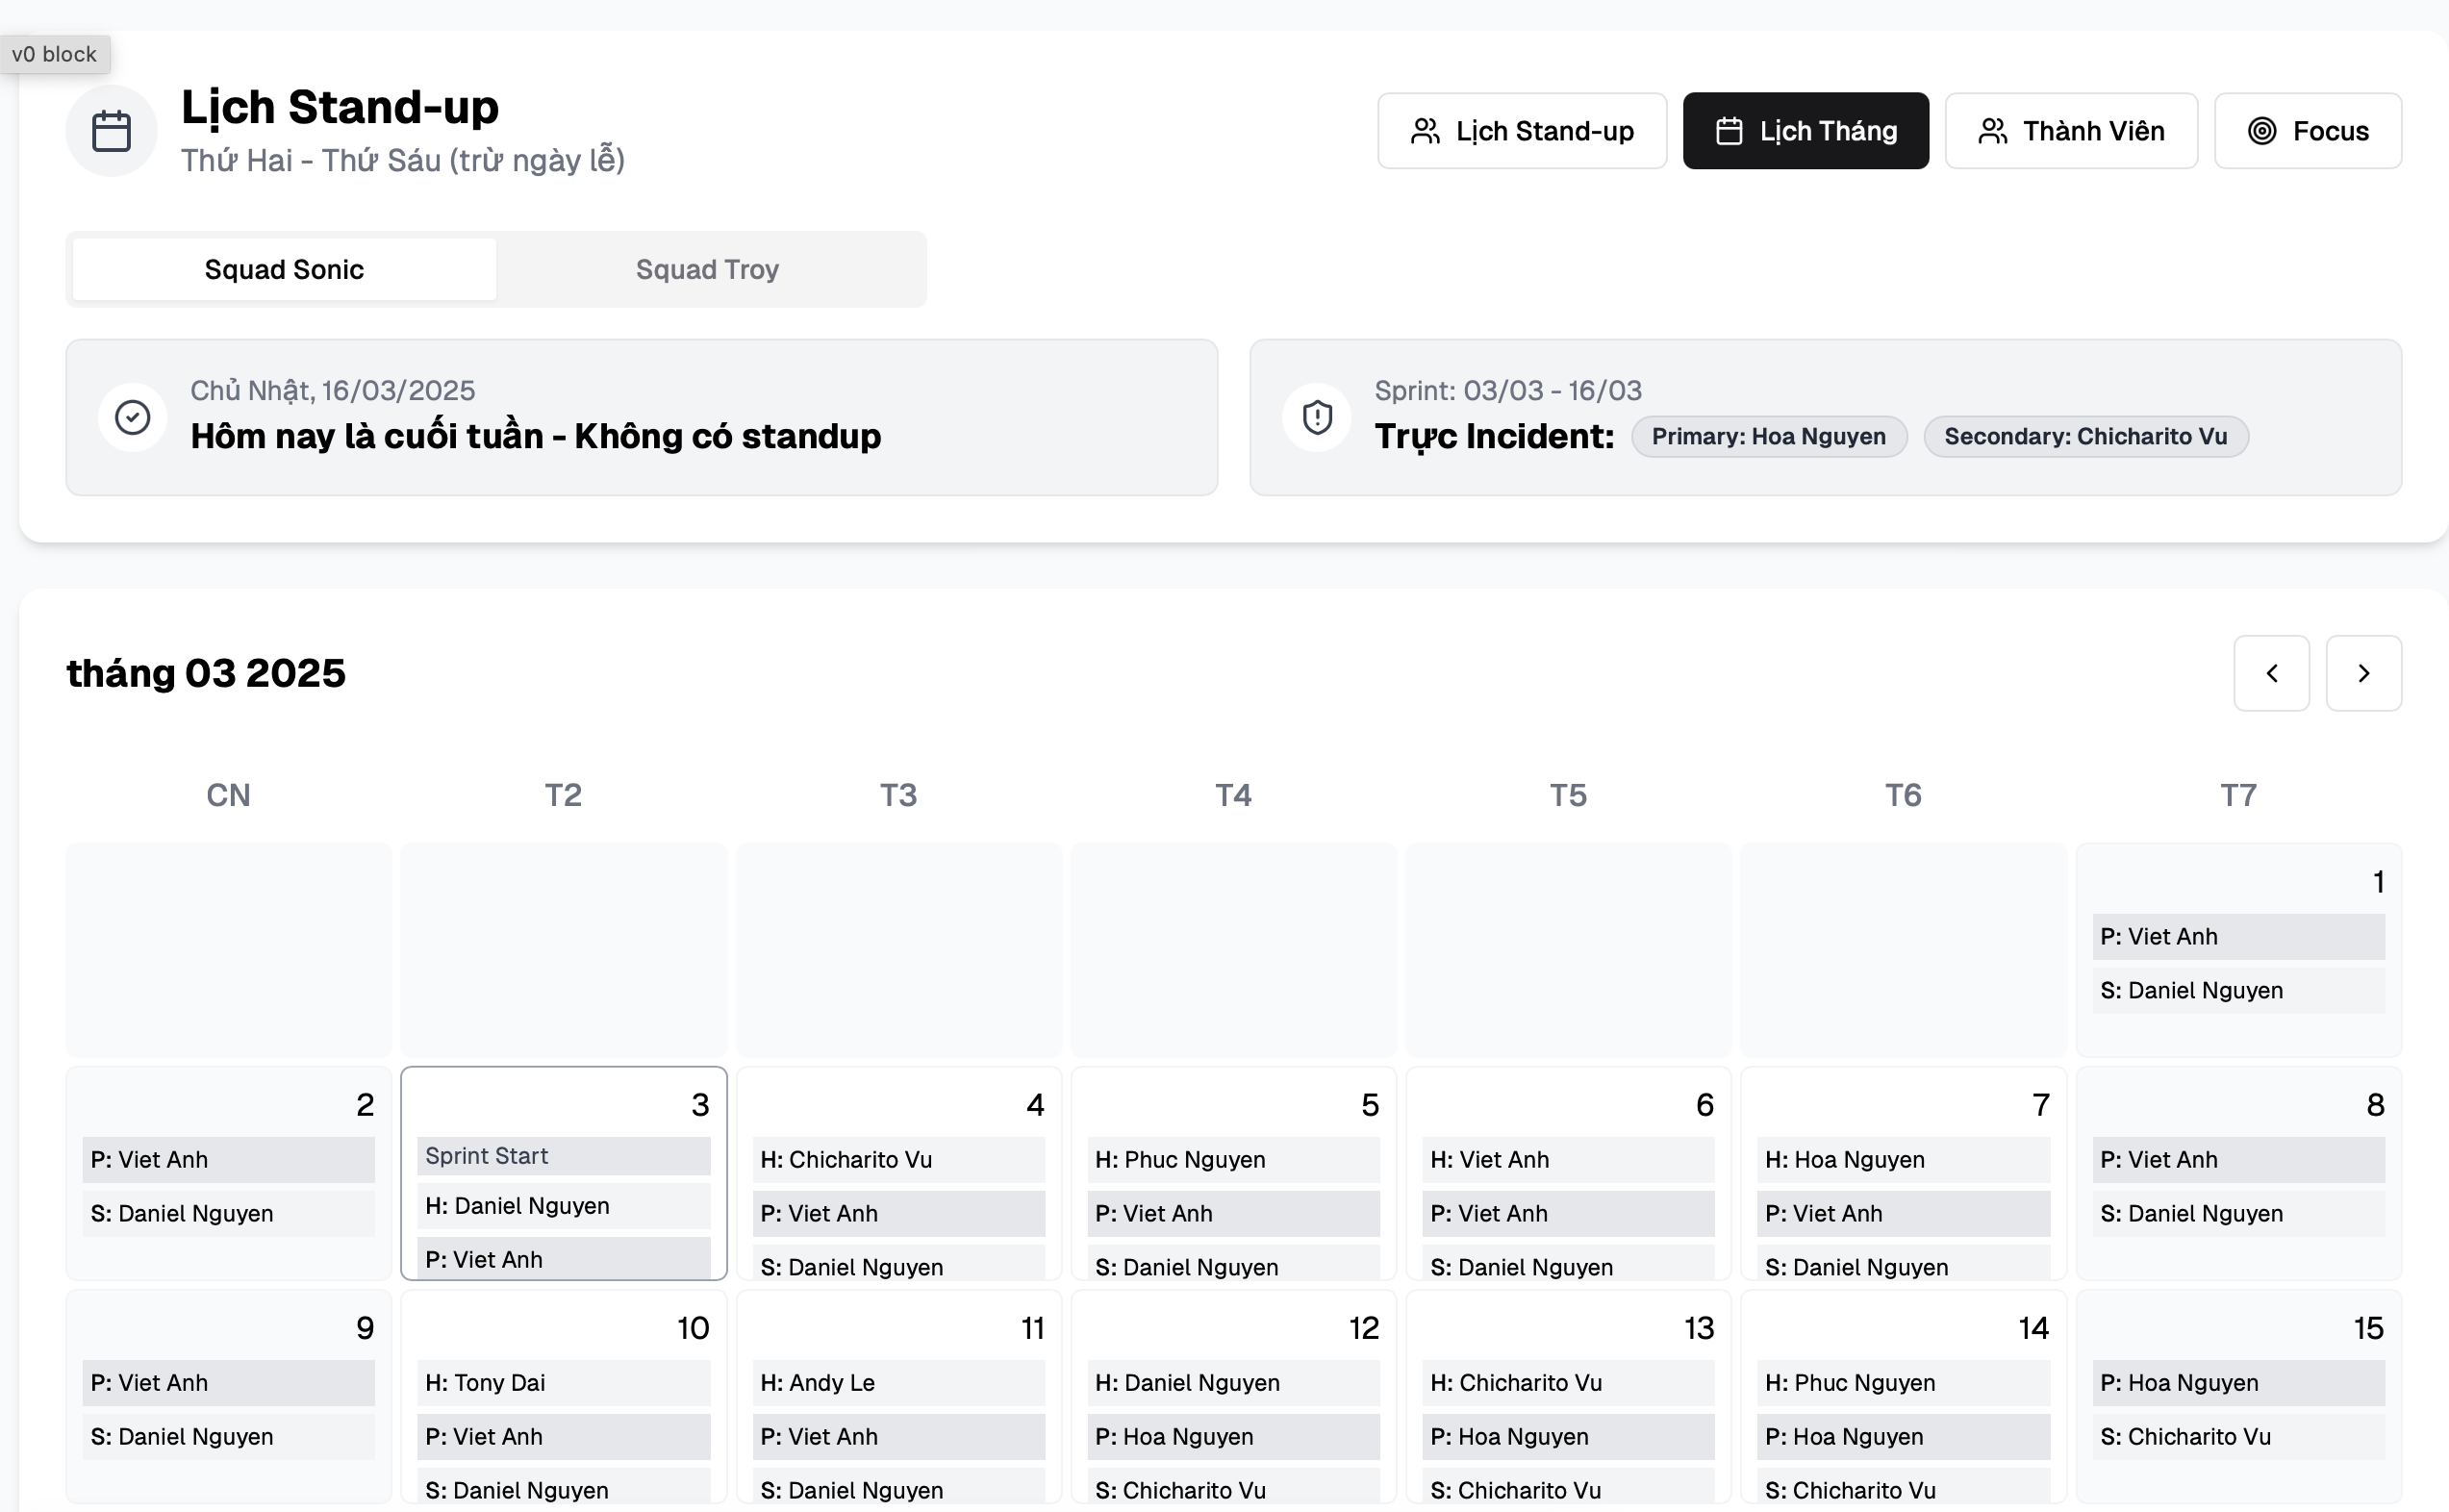 v0 block
Lịch Stand-up
Thứ Hai - Thứ Sáu (trừ ngày lễ)
Lịch Stand-up
Lịch Tháng
Thành Viên
Focus
Squad Sonic
Squad Troy
Chủ Nhật, 16/03/2025
Hôm nay là cuối tuần - Không có standup
Sprint: 03/03 - 16/03
Trực Incident: Primary: Hoa Nguyen Secondary: Chicharito Vu
tháng 03 2025
CN T2 T3 T4 T5 T6 T7
1
P: Viet Anh
S: Daniel Nguyen
2
P: Viet Anh
S: Daniel Nguyen
3
Sprint Start
H: Daniel Nguyen
P: Viet Anh
4
H: Chicharito Vu
P: Viet Anh
S: Daniel Nguyen
5
H: Phuc Nguyen
P: Viet Anh
S: Daniel Nguyen
6
H: Viet Anh
P: Viet Anh
S: Daniel Nguyen
7
H: Hoa Nguyen
P: Viet Anh
S: Daniel Nguyen
8
P: Viet Anh
S: Daniel Nguyen
9
P: Viet Anh
S: Daniel Nguyen
10
H: Tony Dai
P: Viet Anh
S: Daniel Nguyen
11
H: Andy Le
P: Viet Anh
S: Daniel Nguyen
12
H: Daniel Nguyen
P: Hoa Nguyen
S: Chicharito Vu
13
H: Chicharito Vu
P: Hoa Nguyen
S: Chicharito Vu
14
H: Phuc Nguyen
P: Hoa Nguyen
S: Chicharito Vu
15
P: Hoa Nguyen
S: Chicharito Vu